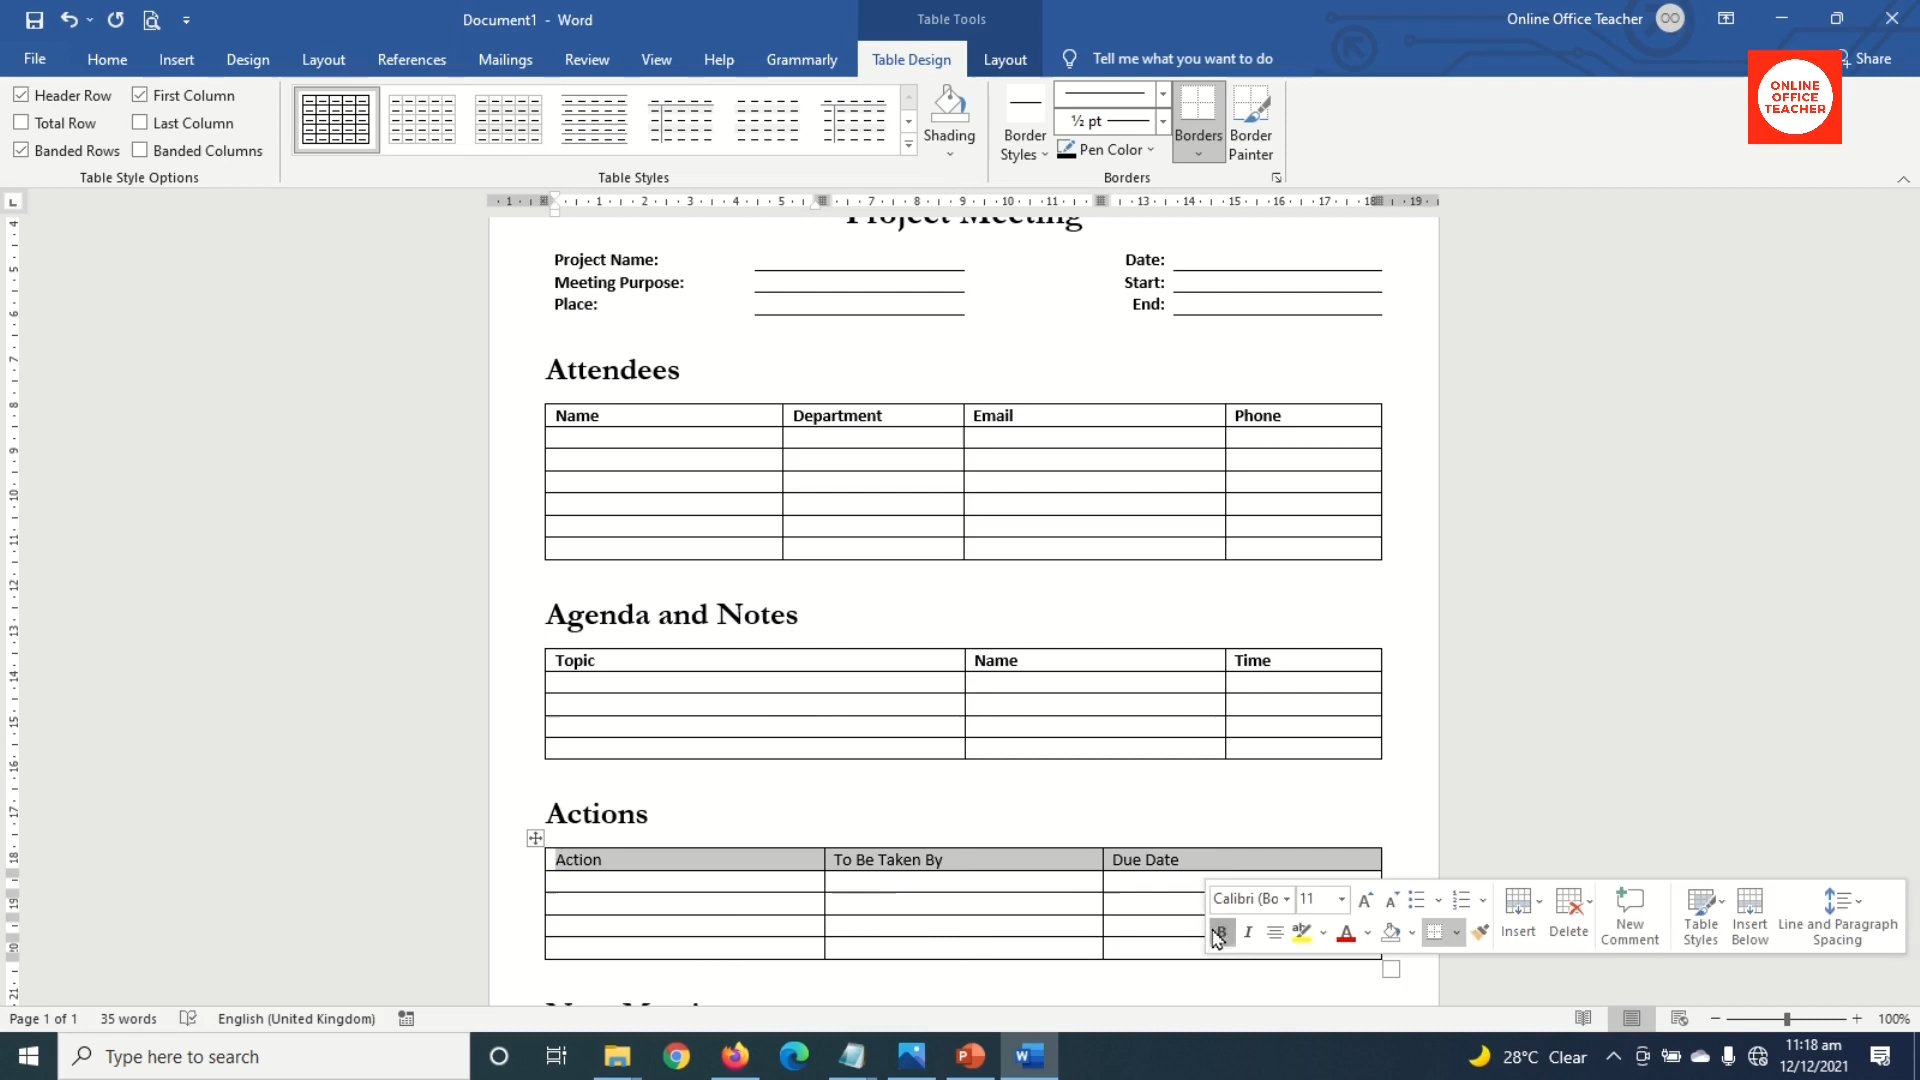 Document1 - Word
Table Tools
Online Office Teacher
OO
File
Home
Insert
Design
Layout
References
Mailings
Review
View
Help
Grammarly
Table Design
Layout
Tell me what you want to do
Share
ONLINE
OFFICE
TEACHER
Header Row
First Column
Total Row
Last Column
Banded Rows
Banded Columns
Table Style Options
Table Styles
Shading
Border
Styles
½ pt
Pen Color
Borders
Border
Painter
Borders
Project Meeting
Project Name:
Date:
Meeting Purpose:
Start:
Place:
End:
Attendees
Name
Department
Email
Phone
Agenda and Notes
Topic
Name
Time
Actions
Action
To Be Taken By
Due Date
Calibri (Bo
11
B
I
Insert
Delete
New
Comment
Table
Styles
Insert
Below
Line and Paragraph
Spacing
Page 1 of 1
35 words
English (United Kingdom)
100%
Type here to search
28°C Clear
11:18 am
12/12/2021